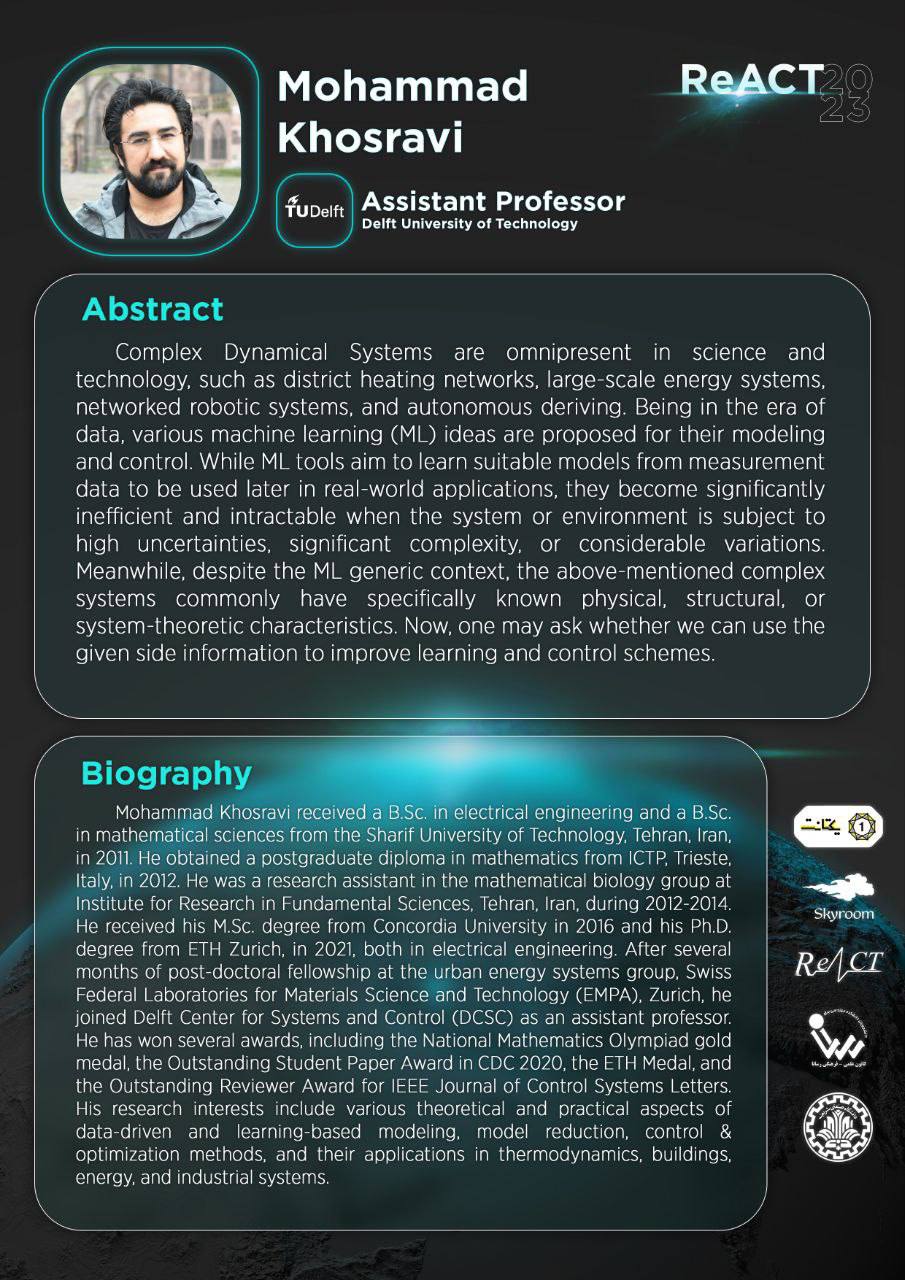 Mohammad
Khosravi
ReACT 2023
TUDelft
Assistant Professor
Delft University of Technology
Abstract
Complex Dynamical Systems are omnipresent in science and
technology, such as district heating networks, large-scale energy systems,
networked robotic systems, and autonomous deriving. Being in the era of
data, various machine learning (ML) ideas are proposed for their modeling
and control. While ML tools aim to learn suitable models from measurement
data to be used later in real-world applications, they become significantly
inefficient and intractable when the system or environment is subject to
high uncertainties, significant complexity, or considerable variations.
Meanwhile, despite the ML generic context, the above-mentioned complex
systems commonly have specifically known physical, structural, or
system-theoretic characteristics. Now, one may ask whether we can use the
given side information to improve learning and control schemes.
Biography
Mohammad Khosravi received a B.Sc. in electrical engineering and a B.Sc.
in mathematical sciences from the Sharif University of Technology, Tehran, Iran,
in 2011. He obtained a postgraduate diploma in mathematics from ICTP, Trieste,
Italy, in 2012. He was a research assistant in the mathematical biology group at
Institute for Research in Fundamental Sciences, Tehran, Iran, during 2012-2014.
He received his M.Sc. degree from Concordia University in 2016 and his Ph.D.
degree from ETH Zurich, in 2021, both in electrical engineering. After several
months of post-doctoral fellowship at the urban energy systems group, Swiss
Federal Laboratories for Materials Science and Technology (EMPA), Zurich, he
joined Delft Center for Systems and Control (DCSC) as an assistant professor.
He has won several awards, including the National Mathematics Olympiad gold
medal, the Outstanding Student Paper Award in CDC 2020, the ETH Medal, and
the Outstanding Reviewer Award for IEEE Journal of Control Systems Letters.
His research interests include various theoretical and practical aspects of
data-driven and learning-based modeling, model reduction, control &
optimization methods, and their applications in thermodynamics, buildings,
energy, and industrial systems.
یکتانت 1
Skyroom
ReACT
کانون علمی - فرهنگی رسانا